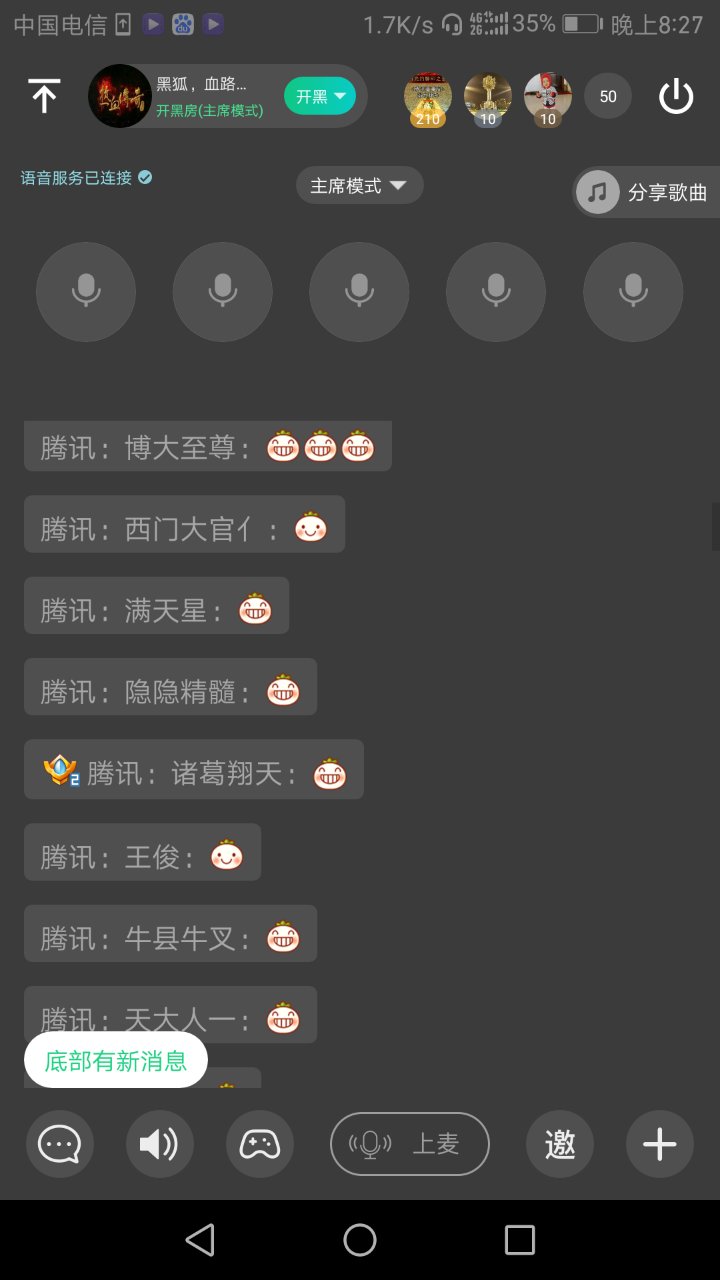 中国电信
1.7K/s 4G 2G 35% 晚上8:27
黑狐，血路...
开黑房(主席模式)
开黑
210
10
10
50
语音服务已连接
主席模式
分享歌曲
腾讯：博大至尊：
腾讯：西门大官亻：
腾讯：满天星：
腾讯：隐隐精髓：
2 腾讯：诸葛翔天：
腾讯：王俊：
腾讯：牛县牛叉：
腾讯：天大人一：
底部有新消息
上麦
邀